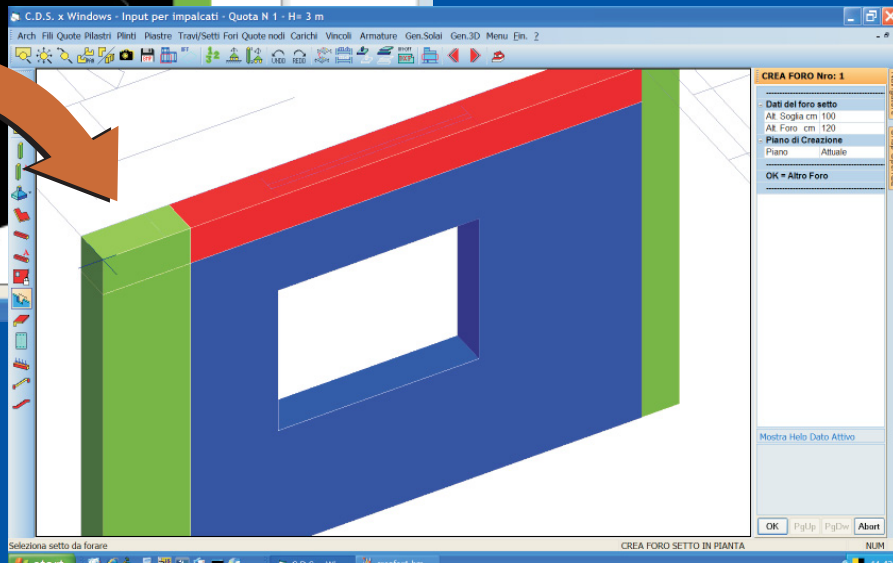 C.D.S. x Windows - Input per impalcati - Quota N 1 - H= 3 m
Arch Fili Quote Pilastri Plinti Piastre Travi/Setti Fori Quote nodi Carichi Vincoli Armature Gen.Solai Gen.3D Menu Fin. ?
UNDO REDO
CREA FORO Nro: 1
Dati del foro setto
Alt. Soglia cm 100
Alt. Foro cm 120
Piano di Creazione
Piano Attuale
OK = Altro Foro
Mostra Help Dato Attivo
OK PgUp PgDw Abort
Seleziona setto da forare CREA FORO SETTO IN PIANTA NUM
start